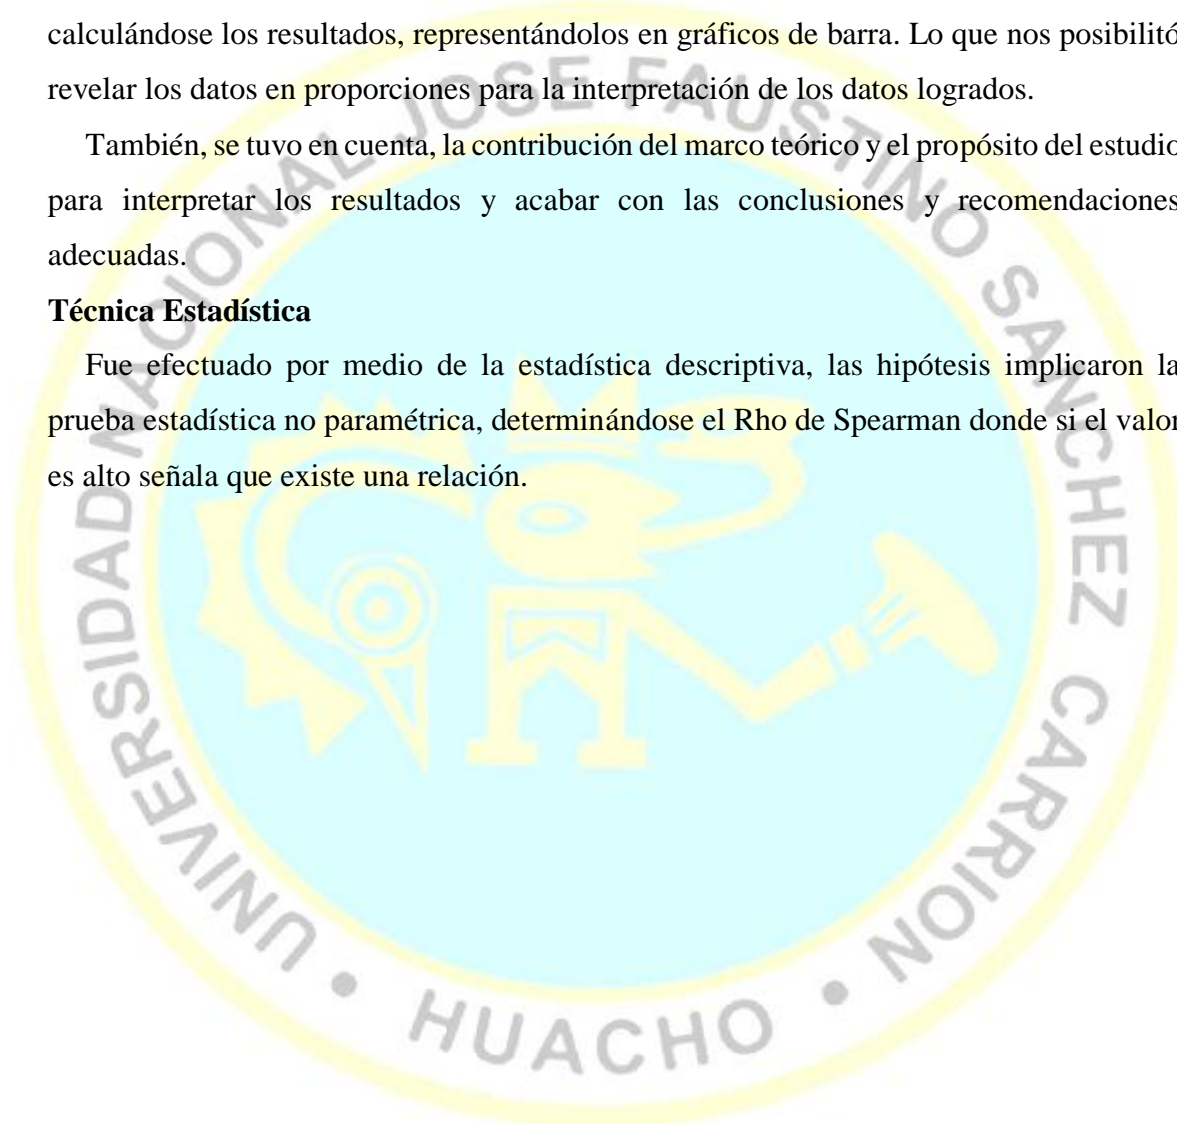 calculándose los resultados, representándolos en gráficos de barra. Lo que nos posibilitó
revelar los datos en proporciones para la interpretación de los datos logrados.
También, se tuvo en cuenta, la contribución del marco teórico y el propósito del estudio
para interpretar los resultados y acabar con las conclusiones y recomendaciones
adecuadas.
Técnica Estadística
Fue efectuado por medio de la estadística descriptiva, las hipótesis implicaron la
prueba estadística no paramétrica, determinándose el Rho de Spearman donde si el valor
es alto señala que existe una relación.
UNIVERSIDAD NACIONAL JOSE FAUSTINO SANCHEZ CARRION
• HUACHO •